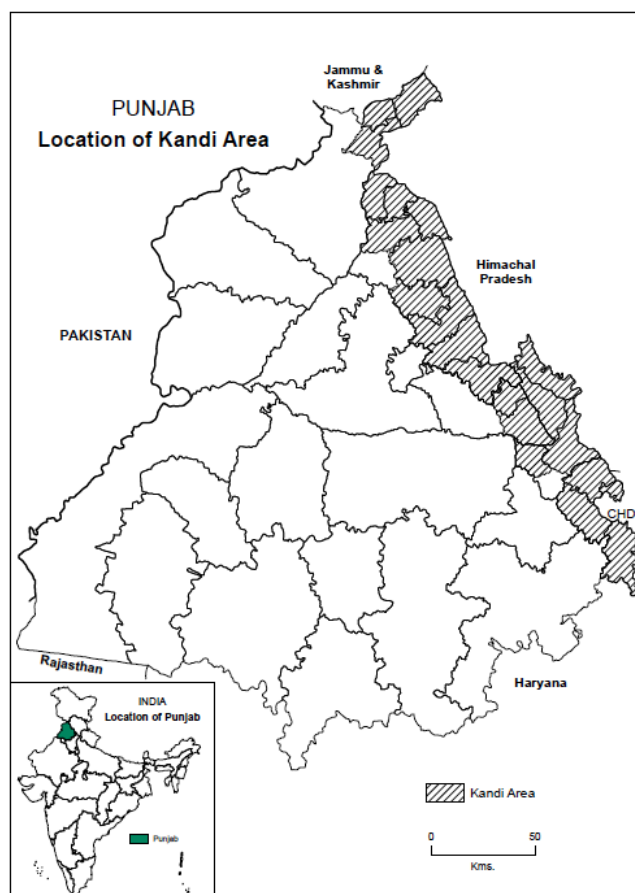 Jammu &
Kashmir
PUNJAB
Location of Kandi Area
Himachal
Pradesh
PAKISTAN
CHD
Rajasthan
Haryana
INDIA
Location of Punjab
Punjab
Kandi Area
0 50
Kms.